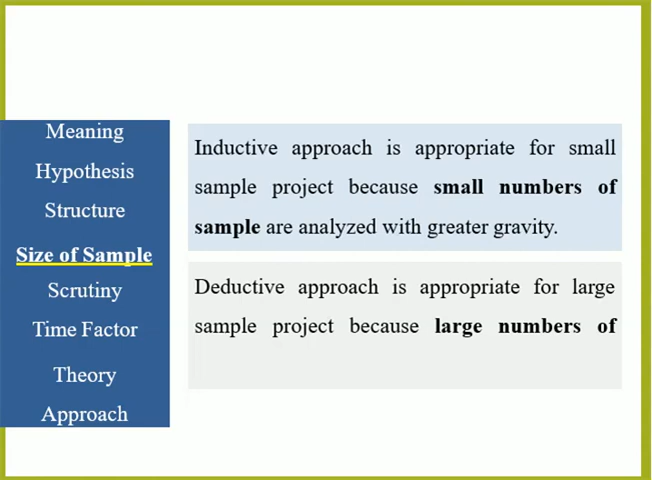 Meaning
Hypothesis
Structure
Size of Sample
Scrutiny
Time Factor
Theory
Approach
Inductive approach is appropriate for small
sample project because small numbers of
sample are analyzed with greater gravity.
Deductive approach is appropriate for large
sample project because large numbers of